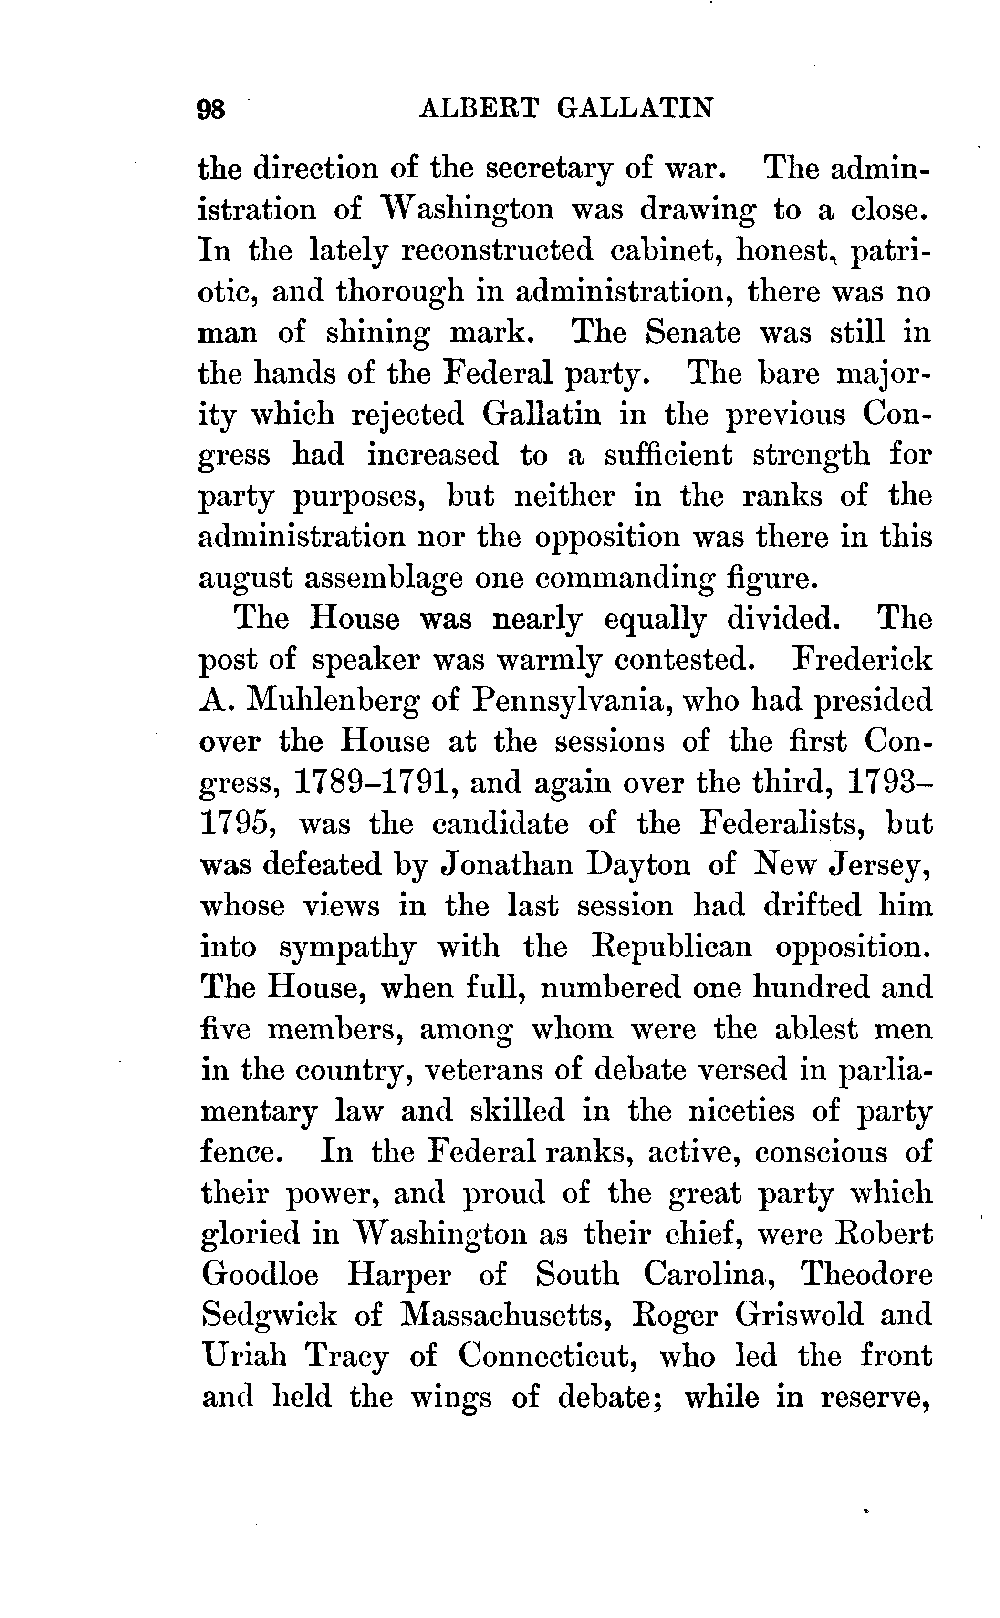 98 ALBERT GALLATIN
the direction of the secretary of war. The admin-
istration of Washington was drawing to a close.
In the lately reconstructed cabinet, honest, patri-
otic, and thorough in administration, there was no
man of shining mark. The Senate was still in
the hands of the Federal party. The bare major-
ity which rejected Gallatin in the previous Con-
gress had increased to a sufficient strength for
party purposes, but neither in the ranks of the
administration nor the opposition was there in this
august assemblage one commanding figure.
The House was nearly equally divided. The
post of speaker was warmly contested. Frederick
A. Muhlenberg of Pennsylvania, who had presided
over the House at the sessions of the first Con-
gress, 1789–1791, and again over the third, 1793–
1795, was the candidate of the Federalists, but
was defeated by Jonathan Dayton of New Jersey,
whose views in the last session had drifted him
into sympathy with the Republican opposition.
The House, when full, numbered one hundred and
five members, among whom were the ablest men
in the country, veterans of debate versed in parlia-
mentary law and skilled in the niceties of party
fence. In the Federal ranks, active, conscious of
their power, and proud of the great party which
gloried in Washington as their chief, were Robert
Goodloe Harper of South Carolina, Theodore
Sedgwick of Massachusetts, Roger Griswold and
Uriah Tracy of Connecticut, who led the front
and held the wings of debate; while in reserve,